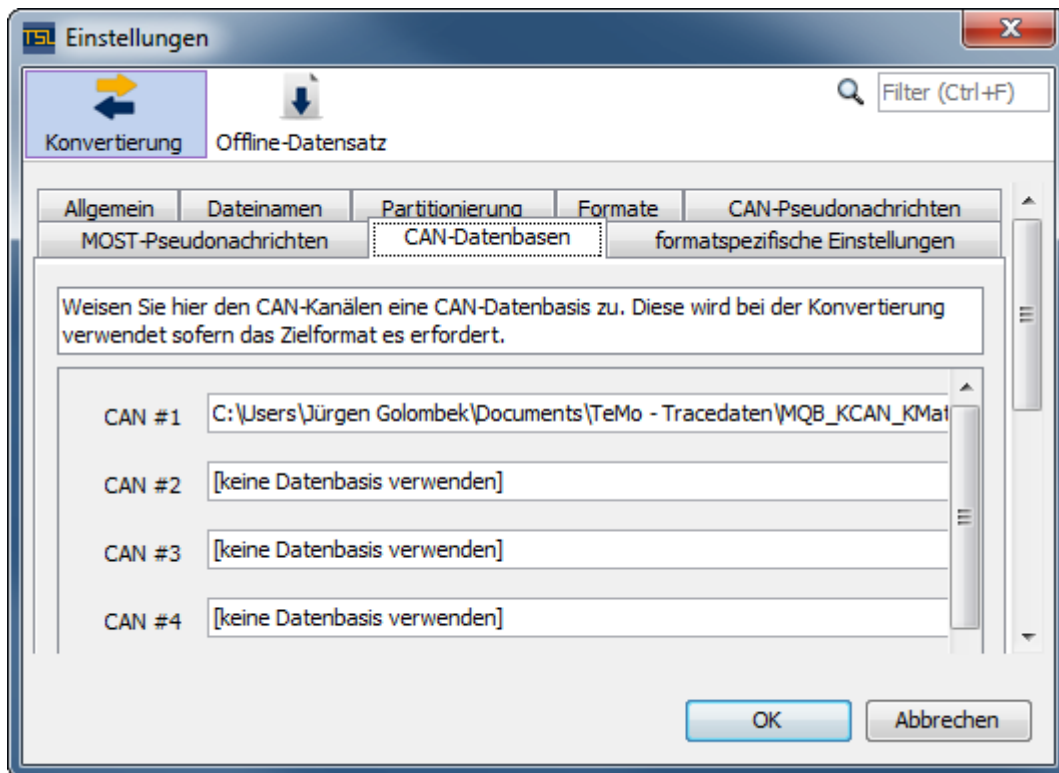 TSL Einstellungen
Filter (Ctrl+F)
Konvertierung Offline-Datensatz
Allgemein Dateinamen Partitionierung Formate CAN-Pseudonachrichten
MOST-Pseudonachrichten CAN-Datenbasen formatspezifische Einstellungen
Weisen Sie hier den CAN-Kanälen eine CAN-Datenbasis zu. Diese wird bei der Konvertierung
verwendet sofern das Zielformat es erfordert.
CAN #1 C:\Users\Jürgen Golombek\Documents\TeMo - Tracedaten\MQB_KCAN_KMat
CAN #2 [keine Datenbasis verwenden]
CAN #3 [keine Datenbasis verwenden]
CAN #4 [keine Datenbasis verwenden]
OK Abbrechen